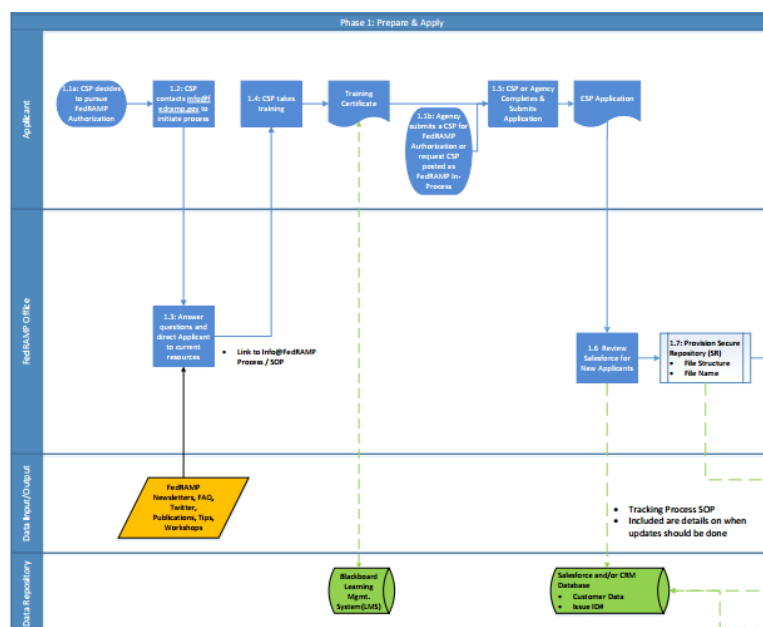 Phase 1: Prepare & Apply
Applicant
1.1a: CSP decides
to pursue
FedRAMP
Authorization
1.2: CSP
contacts info@f
edramp.gov to
initiate process
1.4: CSP takes
training
Training
Certificate
1.1b: Agency
submits a CSP for
FedRAMP
Authorization or
request CSP
posted as
FedRAMP In-
Process
1.5: CSP or Agency
Completes &
Submits
Application
CSP Application
FedRAMP Office
1.3: Answer
questions and
direct Applicant
to current
resources
• Link to Info@FedRAMP
Process / SOP
1.6 Review
Salesforce for
New Applicants
1.7: Provision Secure
Repository (SR)
• File Structure
• File Name
Data Input/Output
FedRAMP
Newsletters, FAQ,
Twitter,
Publications, Tips,
Workshops
• Tracking Process SOP
• Included are details on when
updates should be done
Data Repository
Blackboard
Learning
Mgmt.
System(LMS)
Salesforce and/or CRM
Database
• Customer Data
• Issue ID#